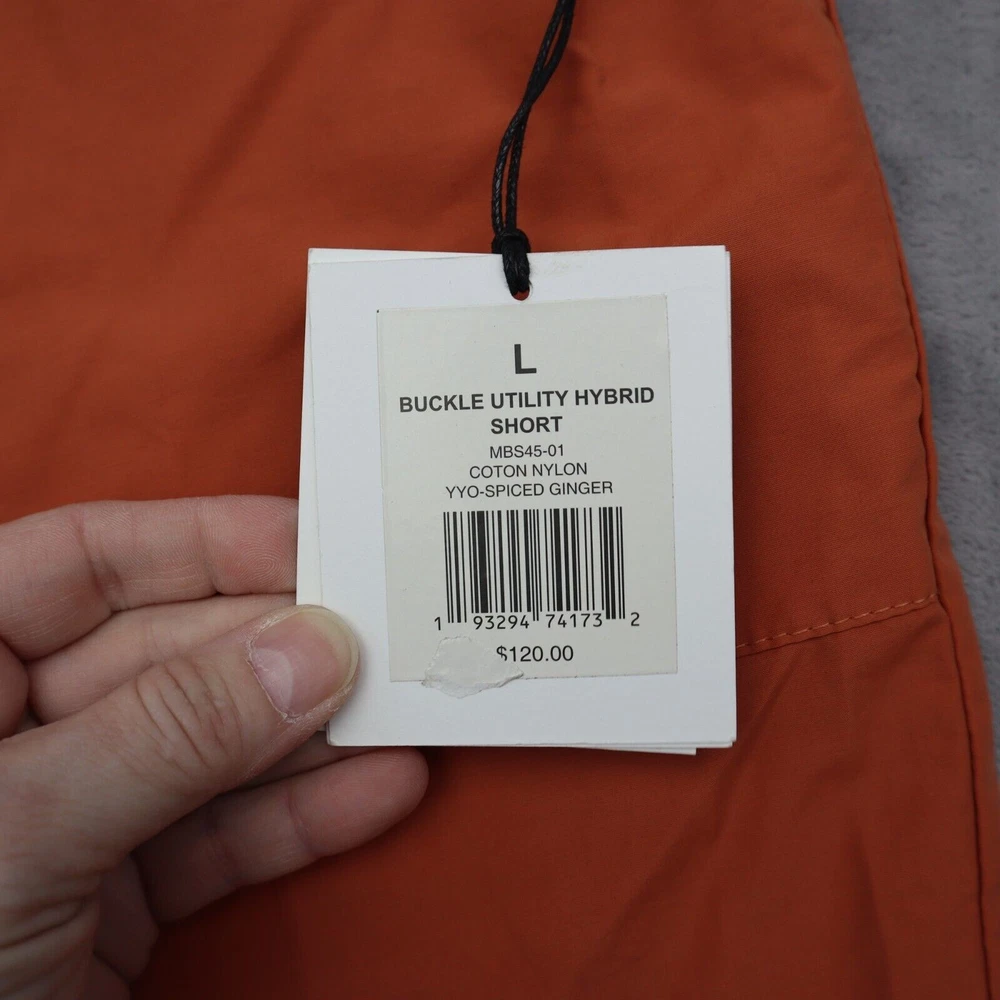 L
BUCKLE UTILITY HYBRID
SHORT
MBS45-01
COTON NYLON
YYO-SPICED GINGER
1 93294 74173 2
$120.00